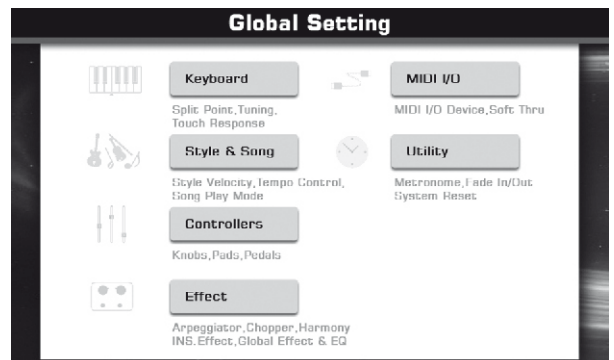 Global Setting
Keyboard
Split Point,Tuning,
Touch Response
Style & Song
Style Velocity,Tempo Control,
Song Play Mode
Controllers
Knobs,Pads,Pedals
Effect
Arpeggiator,Chopper,Harmony
INS.Effect,Global Effect & EQ
MIDI I/O
MIDI I/O Device,Soft Thru
Utility
Metronome,Fade In/Out
System Reset